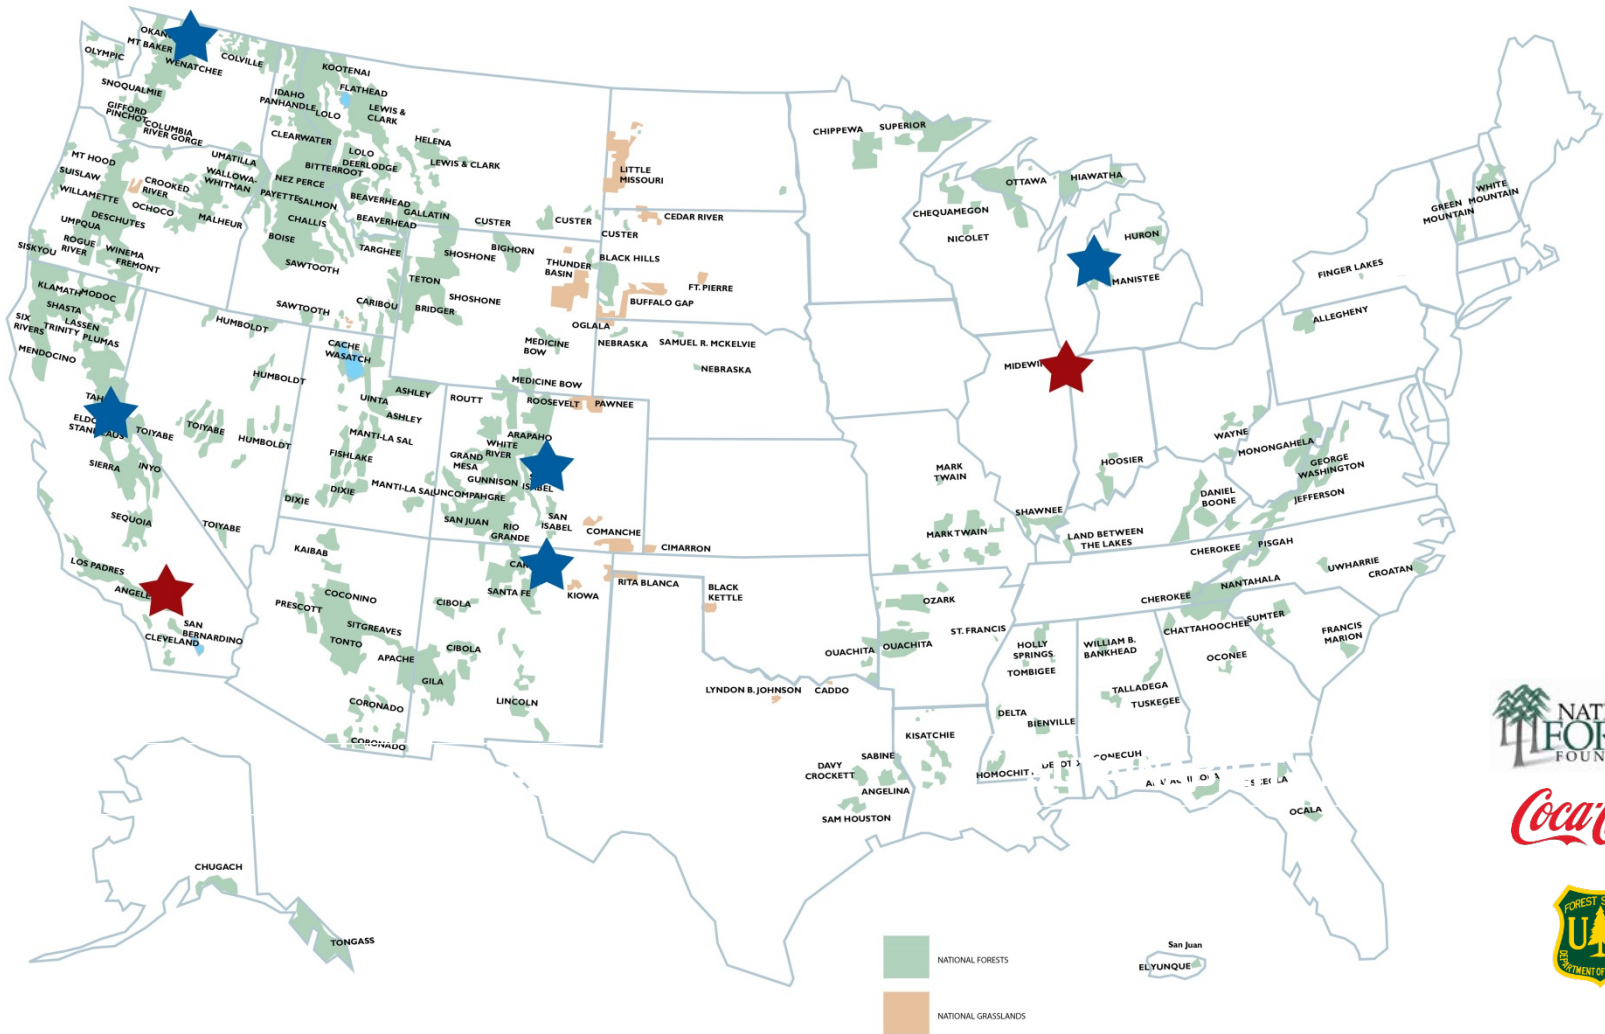 OLYMPIC
MT BAKER
WENATCHEE
COLVILLE
SNOQUALMIE
GIFFORD
PINCHOT
COLUMBIA
RIVER GORGE
KOOTENAI
FLATHEAD
IDAHO
PANHANDLE
LOLO
LEWIS &
CLARK
CLEARWATER
HELENA
LOLO
DEERLODGE
LEWIS & CLARK
BITTERROOT
NEZ PERCE
PAYETTE
SALMON
BEAVERHEAD
BEAVERHEAD
GALLATIN
CHALLIS
BOISE
SAWTOOTH
TARGHEE
CUSTER
CUSTER
CUSTER
MT HOOD
SUISLAW
WILLAMETTE
UMATILLA
WALLOWA-
WHITMAN
CROOKED
RIVER
OCHOCO
MALHEUR
DESCHUTES
UMPQUA
ROGUE
RIVER
SISKYOU
WINEMA
FREMONT
LITTLE
MISSOURI
CEDAR RIVER
BLACK HILLS
FT. PIERRE
BUFFALO GAP
SHOSHONE
BIGHORN
THUNDER
BASIN
TETON
SHOSHONE
BRIDGER
CARIBOU
SAWTOOTH
OGLALA
NEBRASKA
SAMUEL R. MCKELVIE
NEBRASKA
MEDICINE
BOW
MEDICINE BOW
KLAMATH
MODOC
SHASTA
LASSEN
SIX
RIVERS
TRINITY
PLUMAS
MENDOCINO
HUMBOLDT
HUMBOLDT
HUMBOLDT
CACHE
WASATCH
UINTA
ASHLEY
ASHLEY
MANTI-LA SAL
FISHLAKE
DIXIE
DIXIE
MANTI-LA SAL
TOIYABE
TOIYABE
TOIYABE
SIERRA
INYO
SEQUOIA
LOS PADRES
SAN
BERNARDINO
CLEVELAND
ROUTT
ROOSEVELT
PAWNEE
ARAPAHO
WHITE
RIVER
GRAND
MESA
GUNNISON
UNCOMPAHGRE
SAN JUAN
RIO
GRANDE
SAN
ISABEL
COMANCHE
CIMARRON
KAIBAB
COCONINO
PRESCOTT
SITGREAVES
TONTO
APACHE
CORONADO
CORONADO
CIBOLA
CIBOLA
SANTA FE
KIOWA
RITA BLANCA
GILA
LINCOLN
BLACK
KETTLE
LYNDON B. JOHNSON
CADDO
CHIPPEWA
SUPERIOR
OTTAWA
HIAWATHA
CHEQUAMEGON
NICOLET
HURON
MANISTEE
FINGER LAKES
ALLEGHENY
GREEN
MOUNTAIN
WHITE
MOUNTAIN
WAYNE
MONONGAHELA
GEORGE
WASHINGTON
JEFFERSON
HOOSIER
DANIEL
BOONE
MARK
TWAIN
MARK TWAIN
SHAWNEE
LAND BETWEEN
THE LAKES
CHEROKEE
PISGAH
NANTAHALA
CHEROKEE
UWHARRIE
CROATAN
CHATTAHOOCHEE
SUMTER
OCONEE
FRANCIS
MARION
OZARK
ST. FRANCIS
OUACHITA
OUACHITA
HOLLY
SPRINGS
TOMBIGEE
WILLIAM B.
BANKHEAD
TALLADEGA
TUSKEGEE
DELTA
BIENVILLE
KISATCHIE
SABINE
DAVY
CROCKETT
ANGELINA
SAM HOUSTON
OCALA
CHUGACH
TONGASS
San Juan
EL YUNQUE
NATIONAL FORESTS
NATIONAL GRASSLANDS